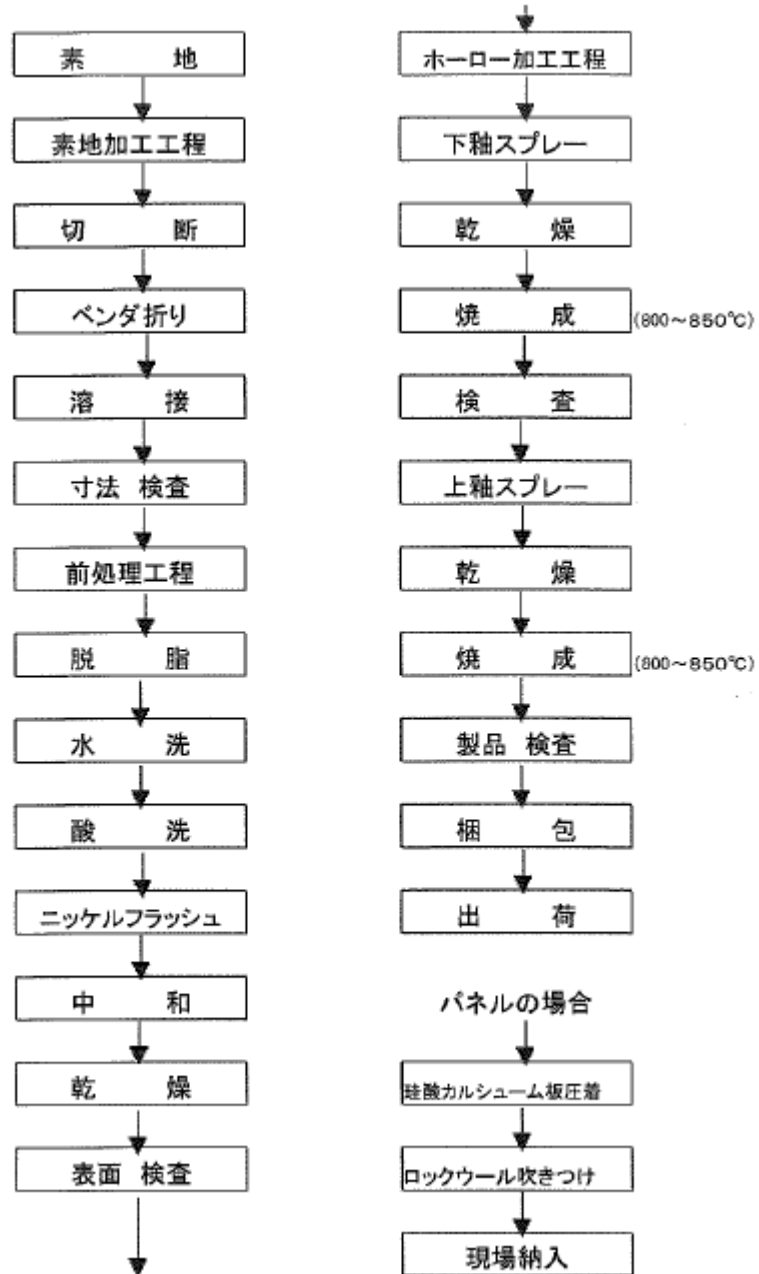 素 地
素地加工工程
切 断
ベンダ折り
溶 接
寸法 検査
前処理工程
脱 脂
水 洗
酸 洗
ニッケルフラッシュ
中 和
乾 燥
表面 検査
ホーロー加工工程
下釉スプレー
乾 燥
焼 成 (800～850℃)
検 査
上釉スプレー
乾 燥
焼 成 (800～850℃)
製品 検査
梱 包
出 荷
パネルの場合
珪酸カルシューム板圧着
ロックウール吹きつけ
現場納入